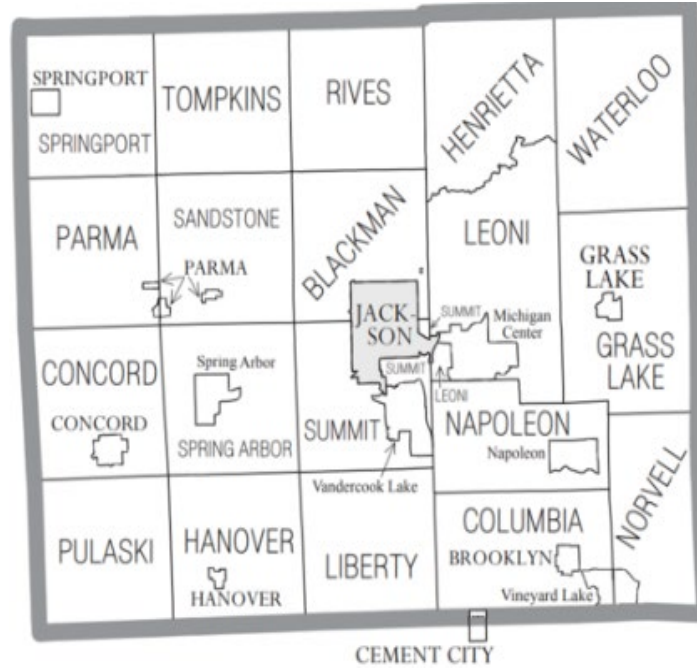 SPRINGPORT
SPRINGPORT
TOMPKINS
RIVES
HENRIETTA
WATERLOO
PARMA
SANDSTONE
PARMA
BLACKMAN
LEONI
GRASS
LAKE
GRASS
LAKE
JACK-
SON
SUMMIT
Michigan
Center
SUMMIT
LEONI
CONCORD
CONCORD
Spring Arbor
SPRING ARBOR
SUMMIT
Vandercook Lake
NAPOLEON
Napoleon
NORVELL
PULASKI
HANOVER
HANOVER
LIBERTY
COLUMBIA
BROOKLYN
Vineyard Lake
CEMENT CITY